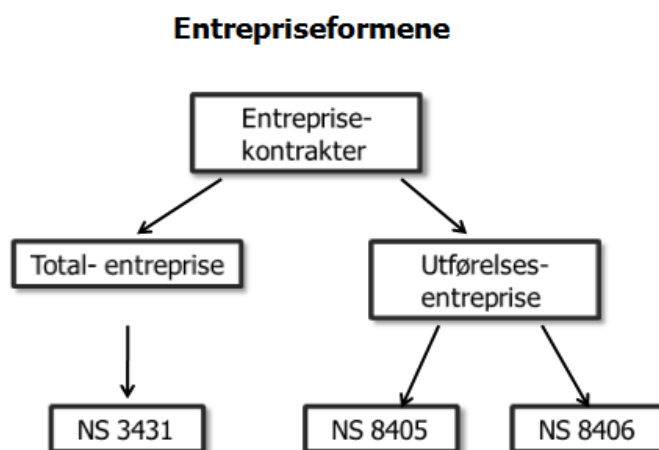 Entrepriseformene
Entreprise-
kontrakter
Total- entreprise
Utførelses-
entreprise
NS 3431
NS 8405
NS 8406